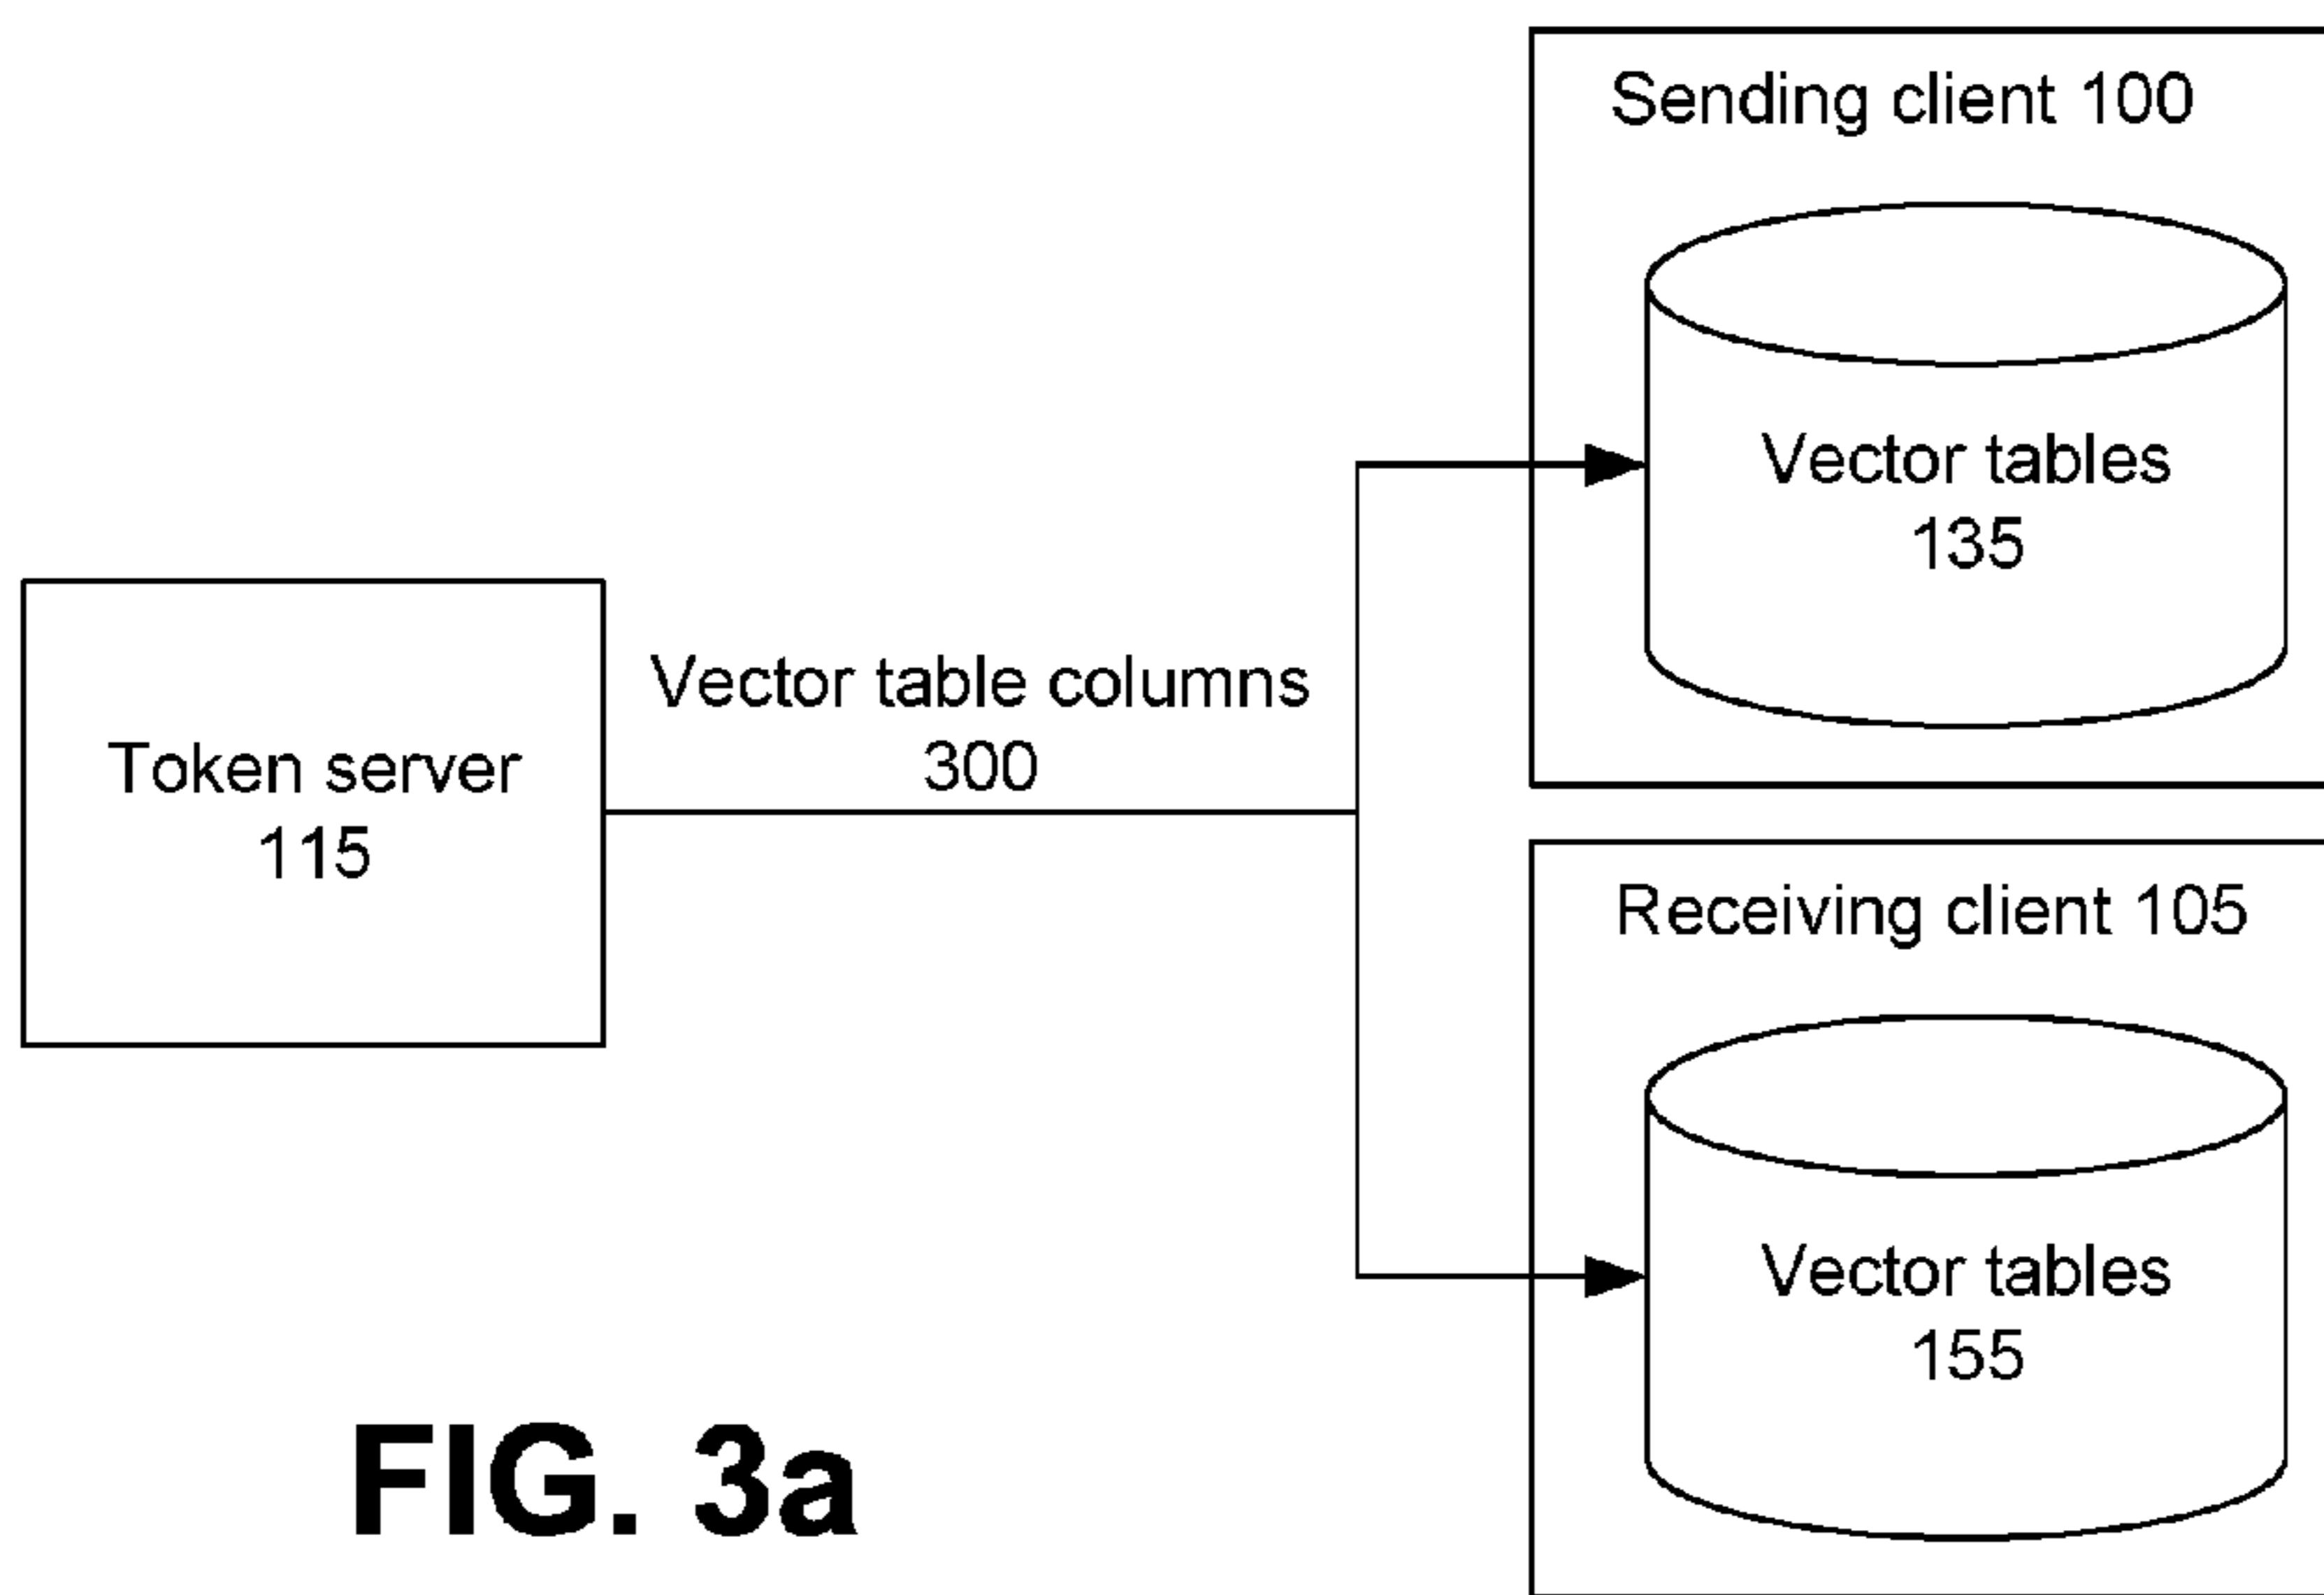 Sending client 100
Vector tables
135
Vector table columns
300
Token server
115
Receiving client 105
Vector tables
155
FIG. 3a